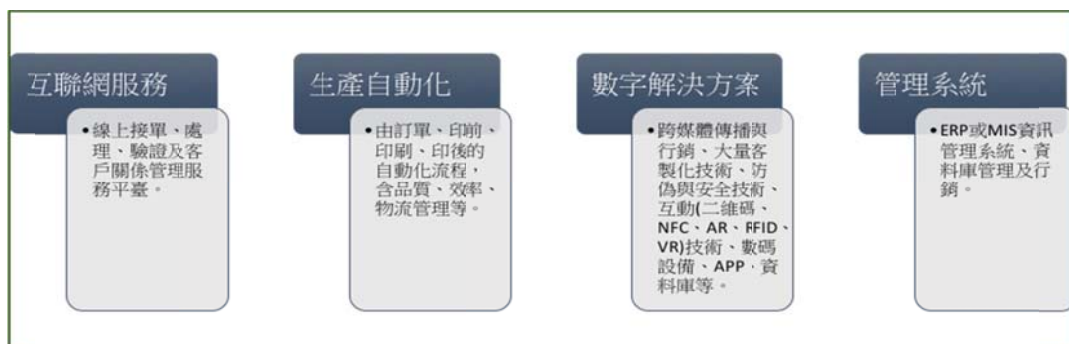 互聯網服務
•線上接單、處
理、驗證及客
戶關係管理服
務平臺。
生產自動化
•由訂單、印前、
印刷、印後的
自動化流程，
含品質、效率、
物流管理等。
數字解決方案
•跨媒體傳播與
行銷、大量客
製化技術、防
偽與安全技術、
互動(二維碼、
NFC、AR、RFID、
VR)技術、數碼
設備、APP、資
料庫等。
管理系統
•ERP或MIS資訊
管理系統、資
料庫管理及行
銷。